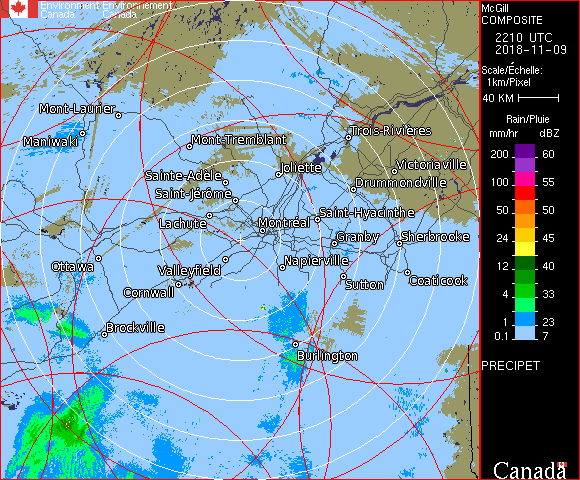 Environment Environnement
Canada Canada
McGill
COMPOSITE
2210 UTC
2018-11-09
Scale/Échelle:
1km/Pixel
40 KM
Rain/Pluie
mm/hr dBZ
200 60
100 55
50 50
24 45
12 40
4 33
1 23
0.1 7
PRECIPET
Mont-Laurier
Maniwaki
Mont-Tremblant
Trois-Rivières
Joliette
Victoriaville
Sainte-Adèle
Drummondville
Saint-Jérôme
Saint-Hyacinthe
Lachute
Montréal
Granby
Sherbrooke
Ottawa
Valleyfield
Napierville
Sutton
Coaticook
Cornwall
Brockville
Burlington
Canada